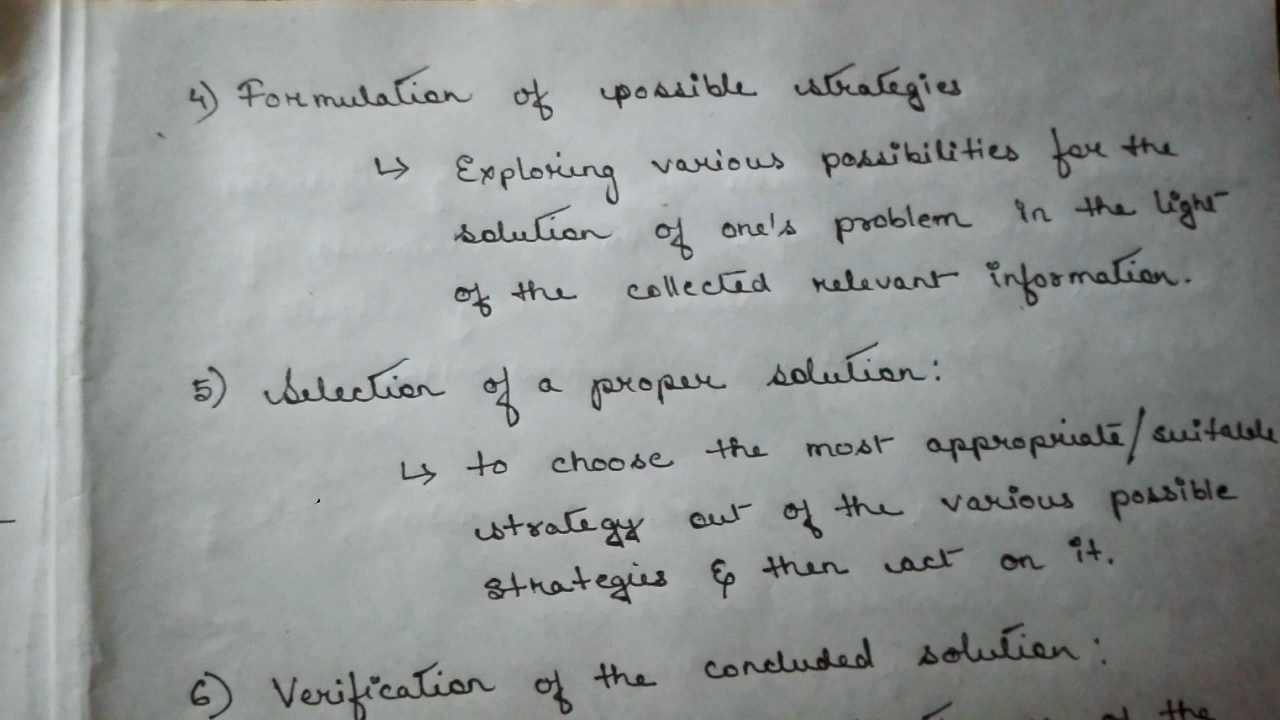 4) Formulation of possible strategies
↳ Exploring various possibilities for the
solution of one's problem in the light
of the collected relevant information.
5) Selection of a proper solution:
↳ to choose the most appropriate/suitable
strategy out of the various possible
strategies & then act on it.
6) Verification of the concluded solution:
the